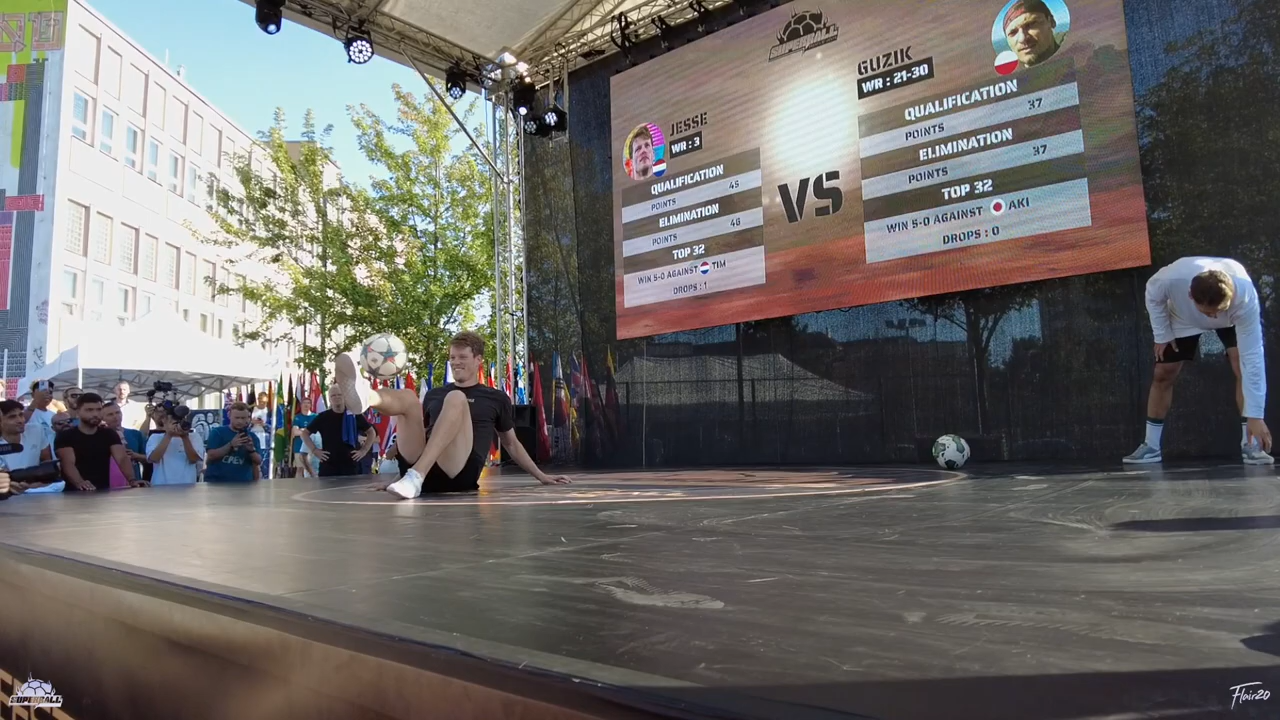 SUPERBALL
JESSE
WR : 3
QUALIFICATION
POINTS 45
ELIMINATION
POINTS 46
TOP 32
WIN 5-0 AGAINST TIM
DROPS : 1
VS
GUZIK
WR : 21-30
QUALIFICATION
POINTS 37
ELIMINATION
POINTS 37
TOP 32
WIN 5-0 AGAINST AKI
DROPS : 0
OPEN
SUPERBALL
Flair20